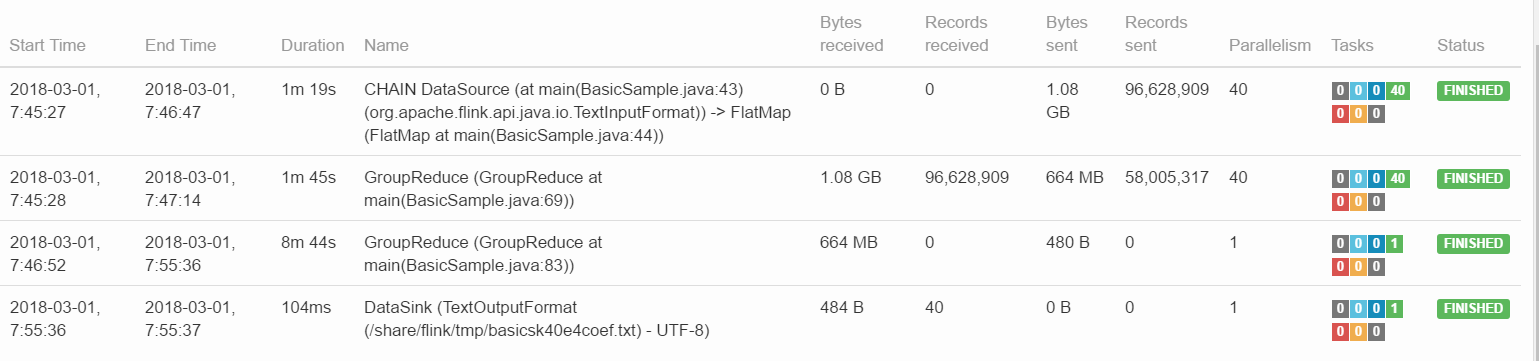 Start Time End Time Duration Name Bytes received Records received Bytes sent Records sent Parallelism Tasks Status
2018-03-01, 7:45:27 2018-03-01, 7:46:47 1m 19s CHAIN DataSource (at main(BasicSample.java:43) (org.apache.flink.api.java.io.TextInputFormat)) -> FlatMap (FlatMap at main(BasicSample.java:44)) 0 B 0 1.08 GB 96,628,909 40 0 0 0 40 0 0 0 FINISHED
2018-03-01, 7:45:28 2018-03-01, 7:47:14 1m 45s GroupReduce (GroupReduce at main(BasicSample.java:69)) 1.08 GB 96,628,909 664 MB 58,005,317 40 0 0 0 40 0 0 0 FINISHED
2018-03-01, 7:46:52 2018-03-01, 7:55:36 8m 44s GroupReduce (GroupReduce at main(BasicSample.java:83)) 664 MB 0 480 B 0 1 0 0 0 1 0 0 0 FINISHED
2018-03-01, 7:55:36 2018-03-01, 7:55:37 104ms DataSink (TextOutputFormat (/share/flink/tmp/basicsk40e4coef.txt) - UTF-8) 484 B 40 0 B 0 1 0 0 0 1 0 0 0 FINISHED